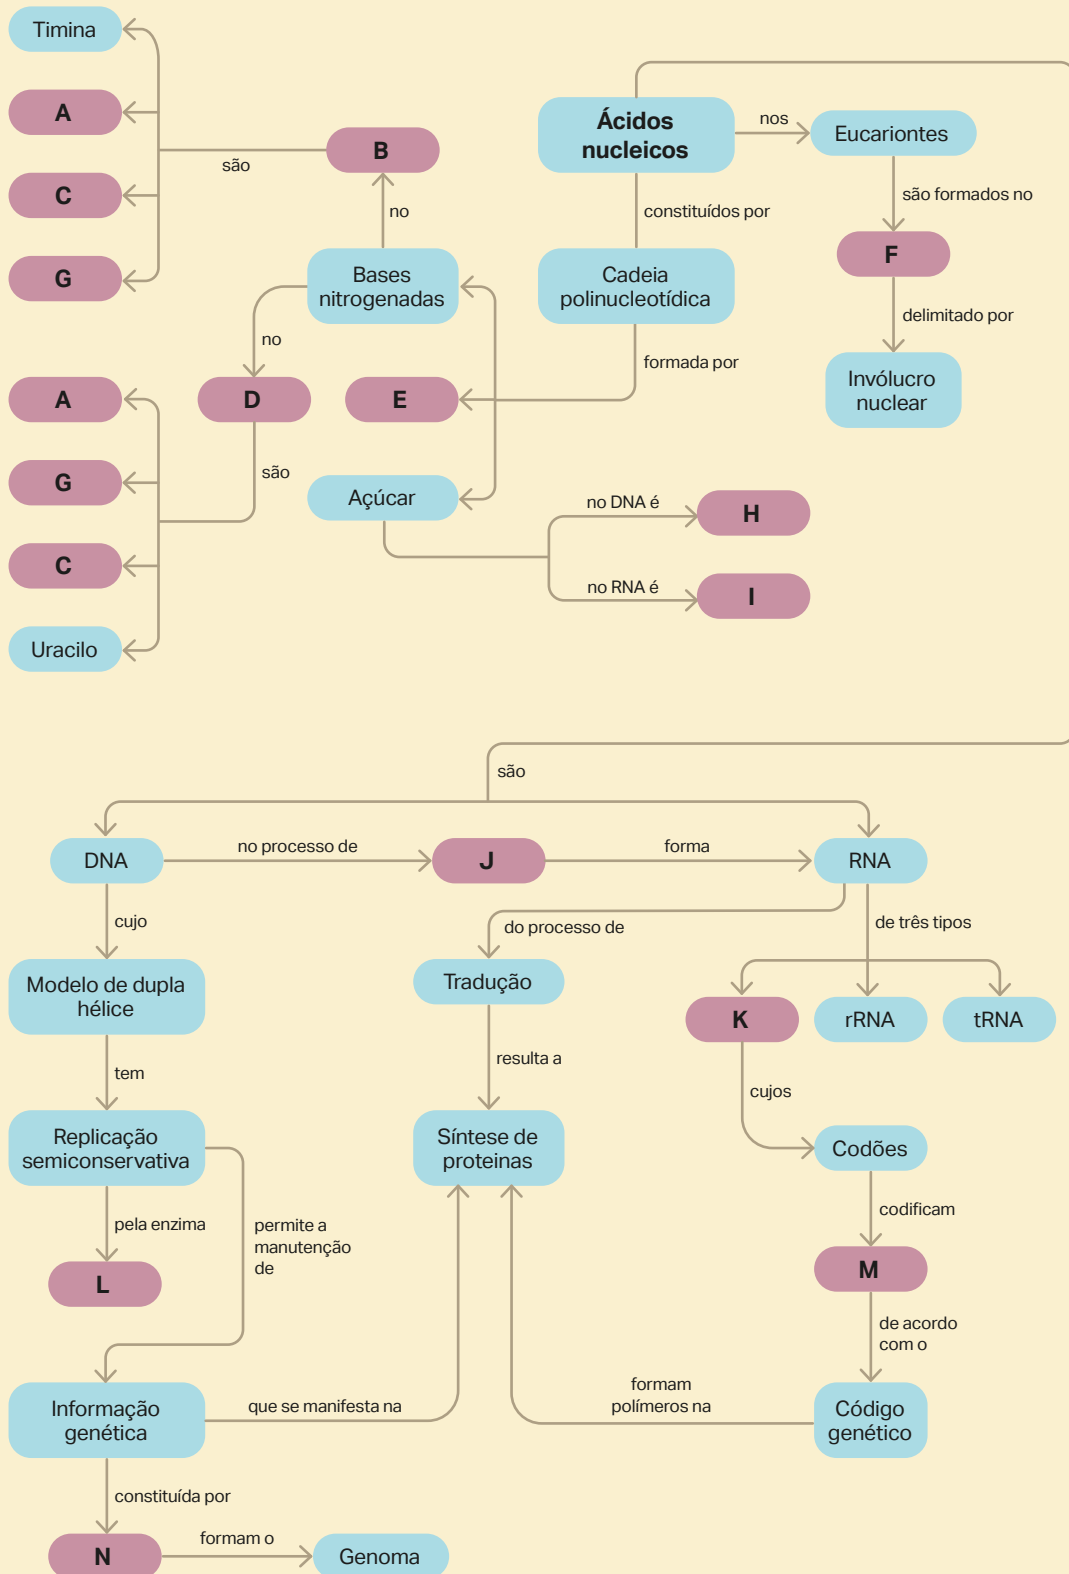 Timina
A
C
G
são
B
no
Bases
nitrogenadas
no
D
são
A
G
C
Uracilo
Ácidos
nucleicos
nos
Eucariontes
são formados no
F
delimitado por
Invólucro
nuclear
constituídos por
Cadeia
polinucleotídica
formada por
E
Açúcar
no DNA é
H
no RNA é
I
são
DNA
no processo de
J
forma
RNA
cujo
Modelo de dupla
hélice
tem
Replicação
semiconservativa
pela enzima
L
permite a
manutenção
de
Informação
genética
que se manifesta na
constituída por
N
formam o
Genoma
do processo de
Tradução
resulta a
Síntese de
proteinas
de três tipos
K
rRNA
tRNA
cujos
Codões
codificam
M
de acordo
com o
Código
genético
formam
polímeros na